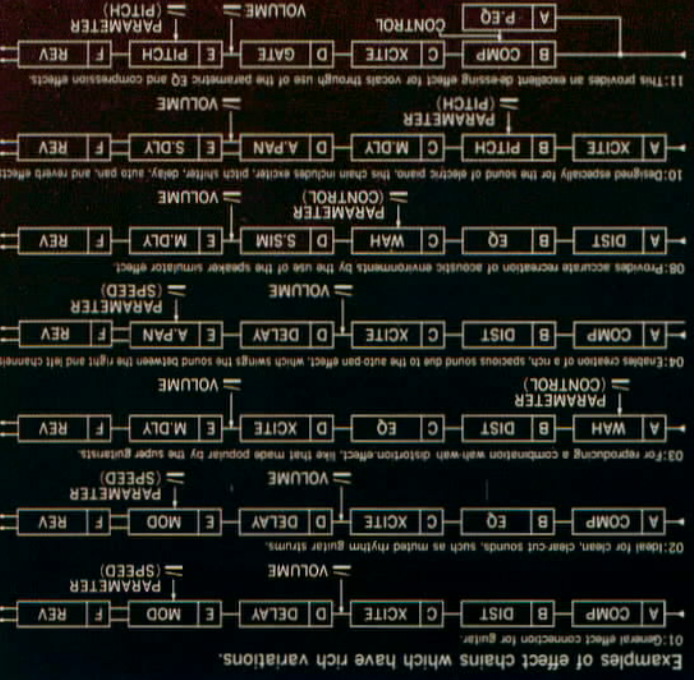 Examples of effect chains which have rich variations.
01:General effect connection for guitar.
A COMP B DIST C XCITE D DELAY E MOD F REV
VOLUME PARAMETER
(SPEED)
02:Ideal for clean, clear-cut sounds, such as muted rhythm guitar strums.
A COMP B EQ C XCITE D DELAY E MOD F REV
VOLUME PARAMETER
(SPEED)
03:For reproducing a combination wah-wah distortion.effect, like that made popular by the super guitarists.
A WAH B DIST C EQ D XCITE E M.DLY F REV
PARAMETER
(CONTROL) VOLUME
04:Enables creation of a rich, spacious sound due to the auto-pan effect, which swings the sound between the right and left channels
A COMP B DIST C XCITE D DELAY E A.PAN F REV
VOLUME PARAMETER
(SPEED)
08:Provides accurate recreation of acoustic environments by the use of the speaker simulator effect.
A DIST B EQ C WAH D S.SIM E M.DLY F REV
PARAMETER
(CONTROL) VOLUME
10:Designed especially for the sound of electric piano, this chain includes exciter, pitch shifter, delay, auto pan, and reverb effects
A XCITE B PITCH C M.DLY D A.PAN E S.DLY F REV
PARAMETER
(PITCH) VOLUME
11:This provides an excellent de-essing effect for vocals through use of the parametric EQ and compression effects.
B COMP C XCITE D GATE E PITCH F REV
CONTROL VOLUME PARAMETER
(PITCH)
A P.EQ